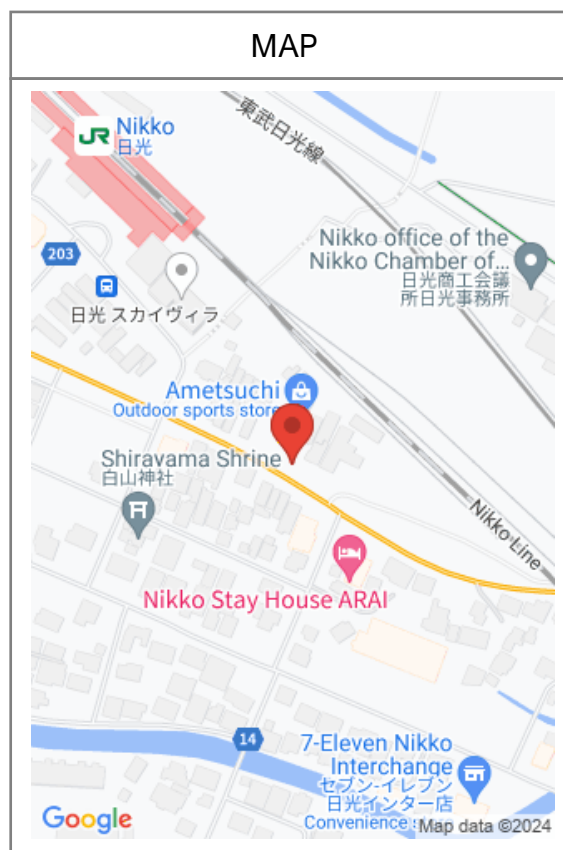 MAP
JR
Nikko
日光
東武日光線
203
Nikko office of the
Nikko Chamber of...
日光商工会議
所日光事務所
日光 スカイヴィラ
Ametsuchi
Outdoor sports store
Shirayama Shrine
白山神社
Nikko Line
Nikko Stay House ARAI
14
7-Eleven Nikko
Interchange
セブン-イレブン
日光インター店
Convenience
Google
Map data ©2024